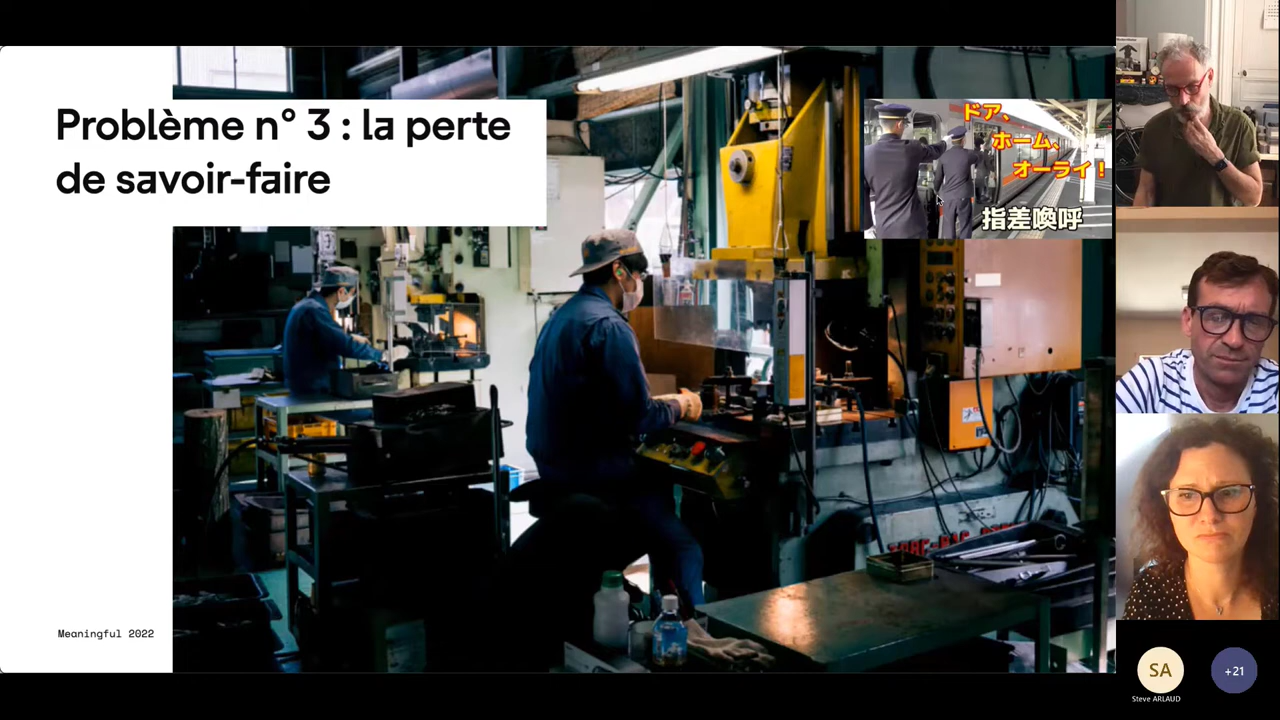 Problème n° 3 : la perte
de savoir-faire
ドア、
ホーム、
オーライ!
指差喚呼
Meaningful 2022
SA
+21
Steve ARLAUD